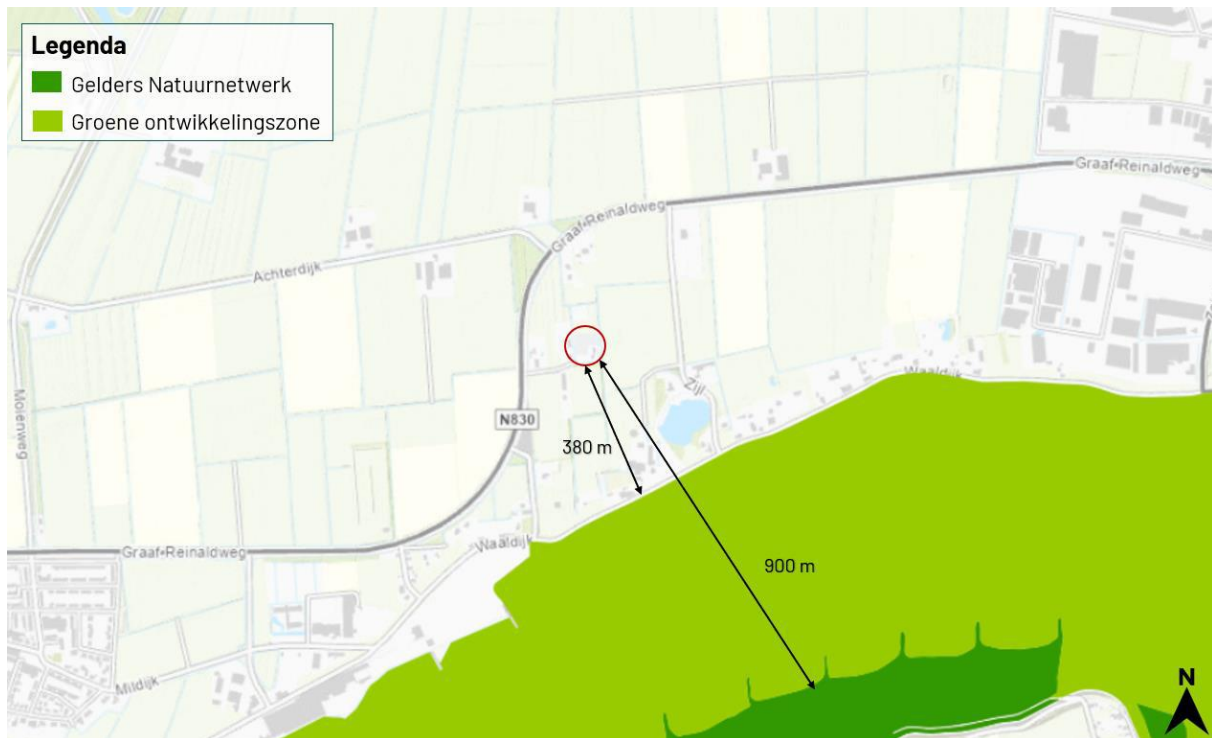 Legenda
Gelders Natuurnetwerk
Groene ontwikkelingszone
Graaf-Reinaldweg
Graaf-Reinaldweg
Achterdijk
Molenweg
Waaldijk
Zijl
N830
380 m
Waaldijk
Graaf-Reinaldweg
900 m
Mildijk
N